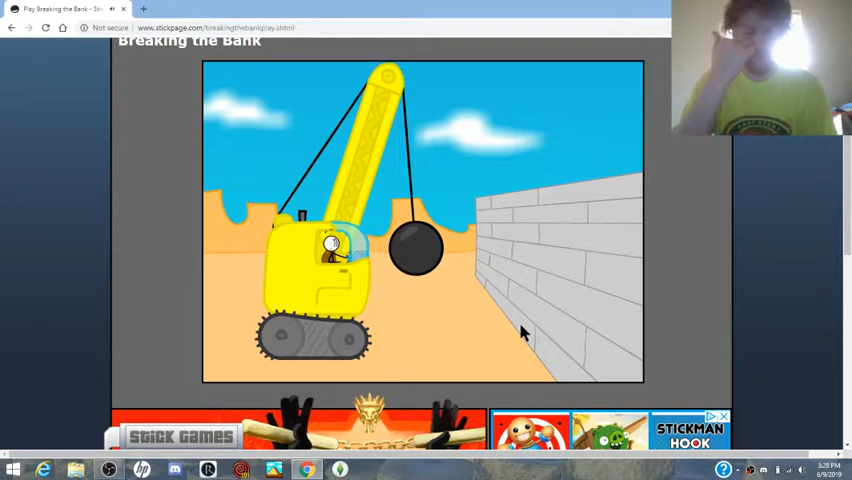 Play Breaking the Bank - Stick
Not secure www.stickpage.com/breakingthebankplay.shtml
Breaking the Bank
STICK GAMES
STICKMAN
HOOK
3:28 PM
6/9/2019